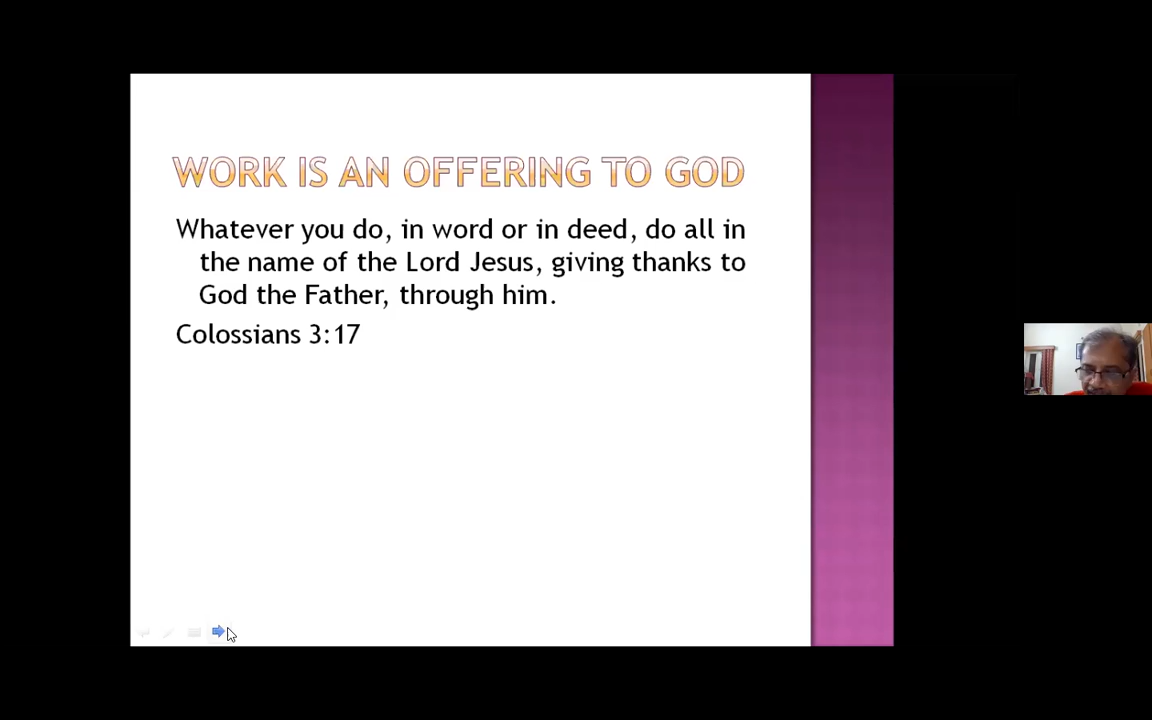 WORK IS AN OFFERING TO GOD
Whatever you do, in word or in deed, do all in
the name of the Lord Jesus, giving thanks to
God the Father, through him.
Colossians 3:17